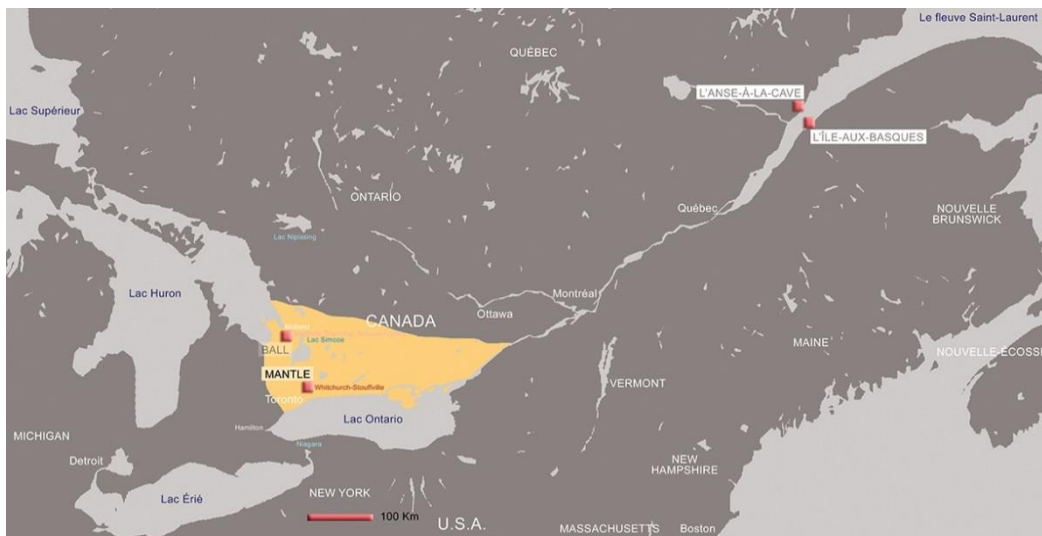 Le fleuve Saint-Laurent
QUÉBEC
L'ANSE-À-LA-CAVE
Lac Supérieur
L'ÎLE-AUX-BASQUES
ONTARIO
Québec
NOUVELLE
BRUNSWICK
Lac Nipissing
Lac Huron
Montréal
Ottawa
CANADA
Lac Simcoe
BALL
MAINE
NOUVELLE-ÉCOSS
MANTLE
Whitchurch-Stouffville
VERMONT
Toronto
Lac Ontario
Hamilton
MICHIGAN
Niagara
Detroit
NEW
HAMPSHIRE
Lac Érié
NEW YORK
100 Km
U.S.A.
MASSACHUSETTS
Boston